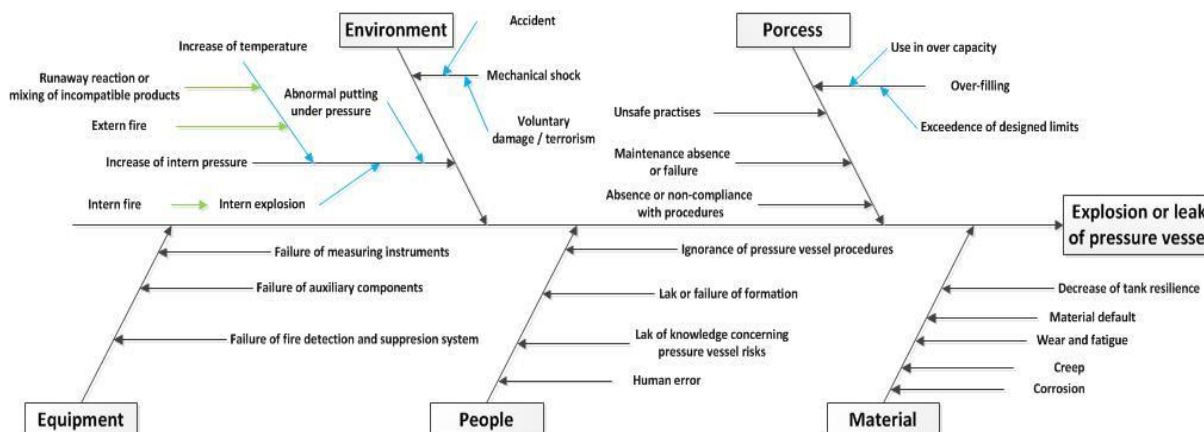 Environment
Accident
Increase of temperature
Mechanical shock
Runaway reaction or
mixing of incompatible products
Abnormal putting
under pressure
Extern fire
Voluntary
damage / terrorism
Increase of intern pressure
Intern fire
Intern explosion
Porcess
Use in over capacity
Over-filling
Unsafe practises
Exceedence of designed limits
Maintenance absence
or failure
Absence or non-compliance
with procedures
Explosion or leak
of pressure vesse
Failure of measuring instruments
Failure of auxiliary components
Failure of fire detection and suppresion system
Equipment
Ignorance of pressure vessel procedures
Lak or failure of formation
Lak of knowledge concerning
pressure vessel risks
Human error
People
Decrease of tank resilience
Material default
Wear and fatigue
Creep
Corrosion
Material